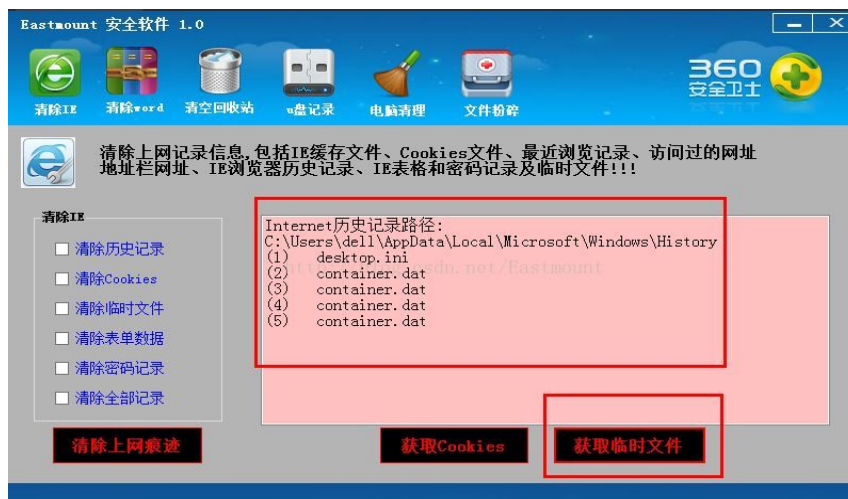 Eastmount 安全软件 1.0
清除IE 清除word 清空回收站 u盘记录 电脑清理 文件粉碎
360
安全卫士
清除上网记录信息,包括IE缓存文件、Cookies文件、最近浏览记录、访问过的网址
地址栏网址、IE浏览器历史记录、IE表格和密码记录及临时文件!!!
清除IE
清除历史记录
清除Cookies
清除临时文件
清除表单数据
清除密码记录
清除全部记录
Internet历史记录路径:
C:\Users\dell\AppData\Local\Microsoft\Windows\History
(1) desktop.ini
(2) container.dat
(3) container.dat
(4) container.dat
(5) container.dat
清除上网痕迹 获取Cookies 获取临时文件